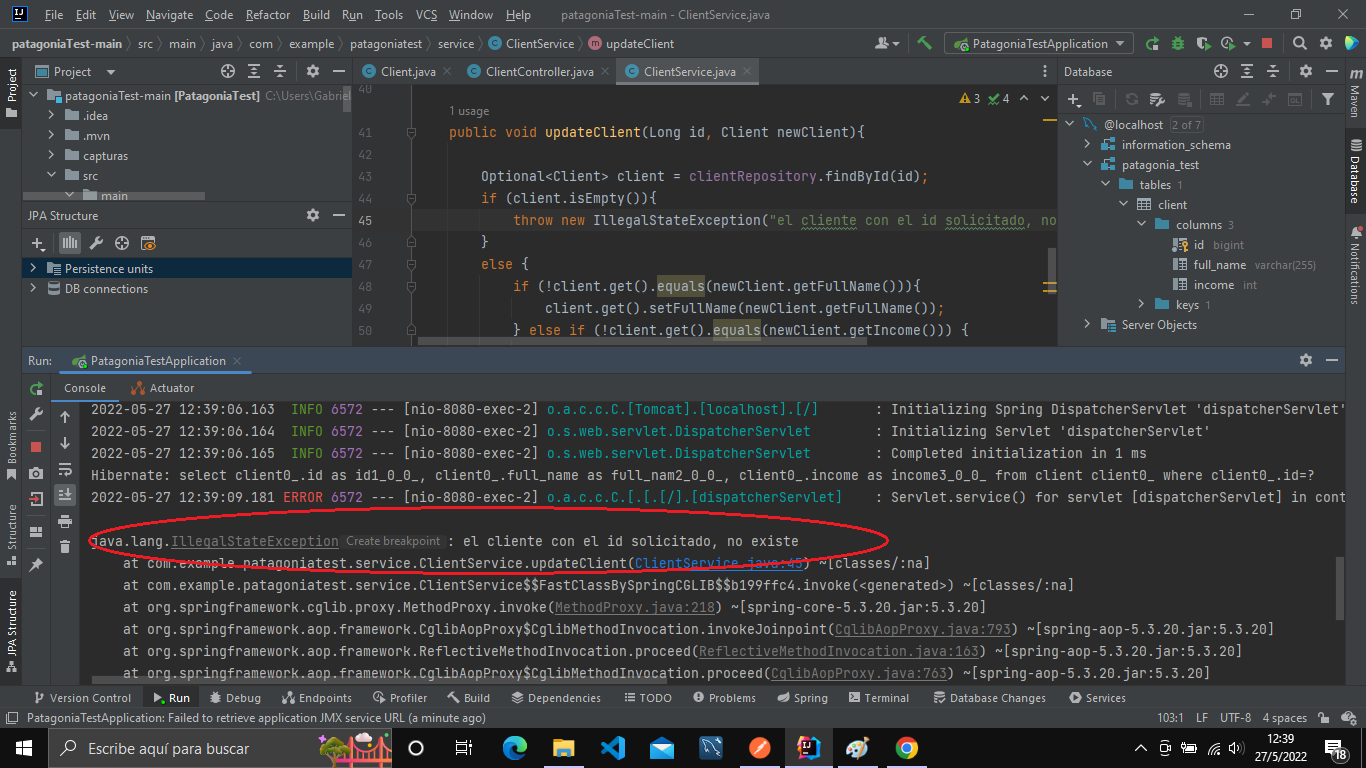 File Edit View Navigate Code Refactor Build Run Tools VCS Window Help patagoniaTest-main - ClientService.java
patagoniaTest-main src main java com example patagoniatest service ClientService updateClient PatagoniaTestApplication
Project
Project
patagoniaTest-main [PatagoniaTest] C:\Users\Gabriel
.idea
.mvn
capturas
src
main
JPA Structure
Persistence units
DB connections
Client.java ClientController.java ClientService.java
3 4
40
1 usage
41 public void updateClient(Long id, Client newClient){
42
43 Optional<Client> client = clientRepository.findById(id);
44 if (client.isEmpty()){
45 throw new IllegalStateException("el cliente con el id solicitado, no
46 }
47 else {
48 if (!client.get().equals(newClient.getFullName())){
49 client.get().setFullName(newClient.getFullName());
50 } else if (!client.get().equals(newClient.getIncome())) {
Database
@localhost 2 of 7
information_schema
patagonia_test
tables 1
client
columns 3
id bigint
full_name varchar(255)
income int
keys 1
Server Objects
Maven
Database
Notifications
Run: PatagoniaTestApplication
Console Actuator
2022-05-27 12:39:06.163 INFO 6572 --- [nio-8080-exec-2] o.a.c.c.C.[Tomcat].[localhost].[/] : Initializing Spring DispatcherServlet 'dispatcherServlet'
2022-05-27 12:39:06.164 INFO 6572 --- [nio-8080-exec-2] o.s.web.servlet.DispatcherServlet : Initializing Servlet 'dispatcherServlet'
2022-05-27 12:39:06.165 INFO 6572 --- [nio-8080-exec-2] o.s.web.servlet.DispatcherServlet : Completed initialization in 1 ms
Hibernate: select client0_.id as id1_0_0_, client0_.full_name as full_nam2_0_0_, client0_.income as income3_0_0_ from client client0_ where client0_.id=?
2022-05-27 12:39:09.181 ERROR 6572 --- [nio-8080-exec-2] o.a.c.c.C.[.[.[/].[dispatcherServlet] : Servlet.service() for servlet [dispatcherServlet] in cont
java.lang.IllegalStateException Create breakpoint : el cliente con el id solicitado, no existe
at com.example.patagoniatest.service.ClientService.updateClient(ClientService.java:45) ~[classes/:na]
at com.example.patagoniatest.service.ClientService$$FastClassBySpringCGLIB$$b199ffc4.invoke(<generated>) ~[classes/:na]
at org.springframework.cglib.proxy.MethodProxy.invoke(MethodProxy.java:218) ~[spring-core-5.3.20.jar:5.3.20]
at org.springframework.aop.framework.CglibAopProxy$CglibMethodInvocation.invokeJoinpoint(CglibAopProxy.java:793) ~[spring-aop-5.3.20.jar:5.3.20]
at org.springframework.aop.framework.ReflectiveMethodInvocation.proceed(ReflectiveMethodInvocation.java:163) ~[spring-aop-5.3.20.jar:5.3.20]
at org.springframework.aop.framework.CglibAopProxy$CglibMethodInvocation.proceed(CglibAopProxy.java:763) ~[spring-aop-5.3.20.jar:5.3.20]
Bookmarks
Structure
JPA Structure
Version Control Run Debug Endpoints Profiler Build Dependencies TODO Problems Spring Terminal Database Changes Services
PatagoniaTestApplication: Failed to retrieve application JMX service URL (a minute ago) 103:1 LF UTF-8 4 spaces
Escribe aquí para buscar
12:39
27/5/2022
18